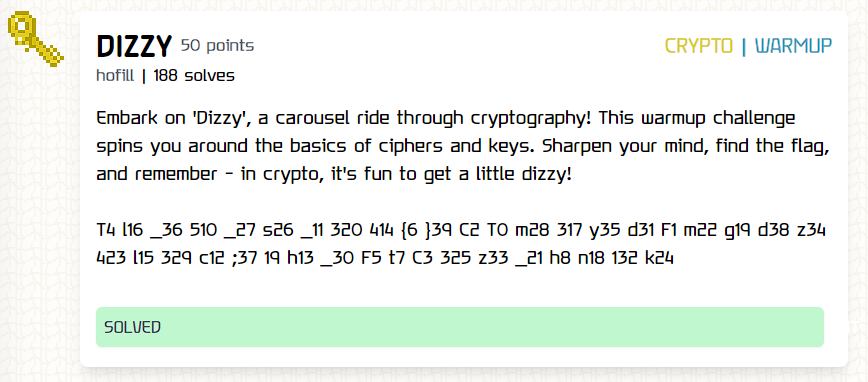 DIZZY 50 points
CRYPTO | WARMUP
hofill | 188 solves
Embark on 'Dizzy', a carousel ride through cryptography! This warmup challenge
spins you around the basics of ciphers and keys. Sharpen your mind, find the flag,
and remember - in crypto, it's fun to get a little dizzy!
T4 l16 _36 510 _27 s26 _11 320 414 {6 }39 C2 T0 m28 317 y35 d31 F1 m22 g19 d38 z34
423 l15 329 c12 ;37 19 h13 _30 F5 t7 C3 325 z33 _21 h8 n18 132 k24
SOLVED